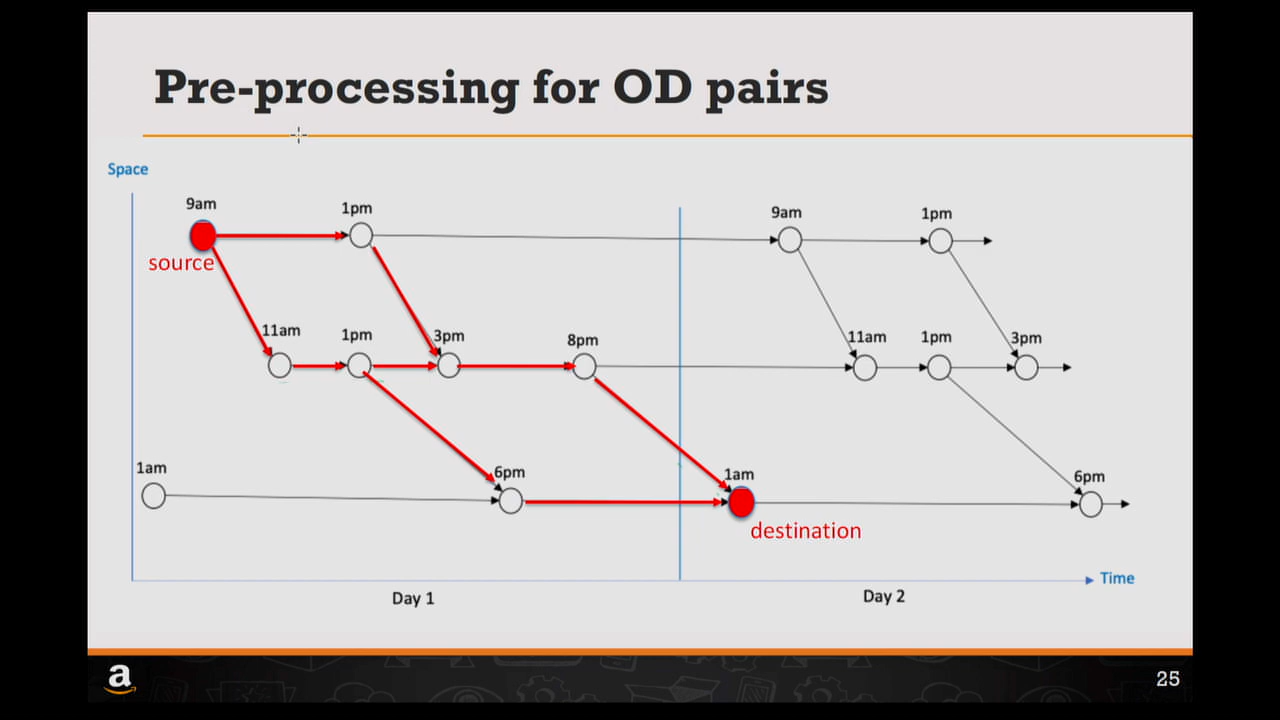 Pre-processing for OD pairs
Space
9am
1pm
9am
1pm
source
11am
1pm
3pm
8pm
11am
1pm
3pm
1am
6pm
1am
6pm
destination
Time
Day 1
Day 2
a
25